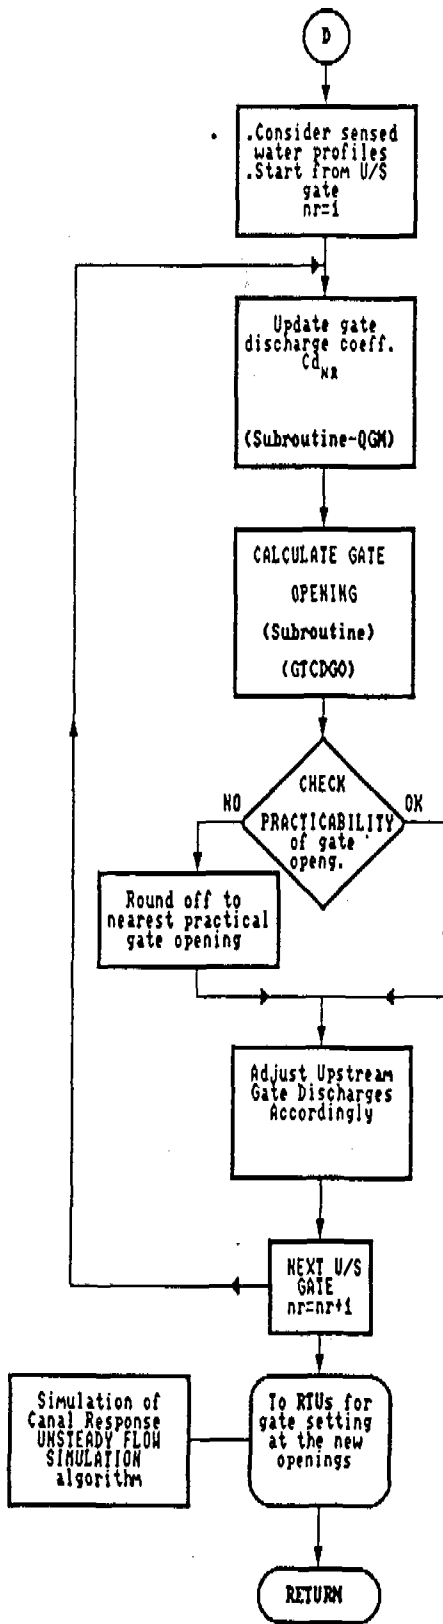 D
.Consider sensed
water profiles
.Start from U/S
gate
nr=1
Update gate
discharge coeff.
Cd NR
(Subroutine-QGM)
CALCULATE GATE
OPENING
(Subroutine)
(GTCDGO)
CHECK
PRACTICABILITY
of gate
openg.
NO
OK
Round off to
nearest practical
gate opening
Adjust Upstream
Gate Discharges
Accordingly
NEXT U/S
GATE
nr=nr+1
Simulation of
Canal Response
UNSTEADY FLOW
SIMULATION
algorithm
To RTUs for
gate setting
at the new
openings
RETURN